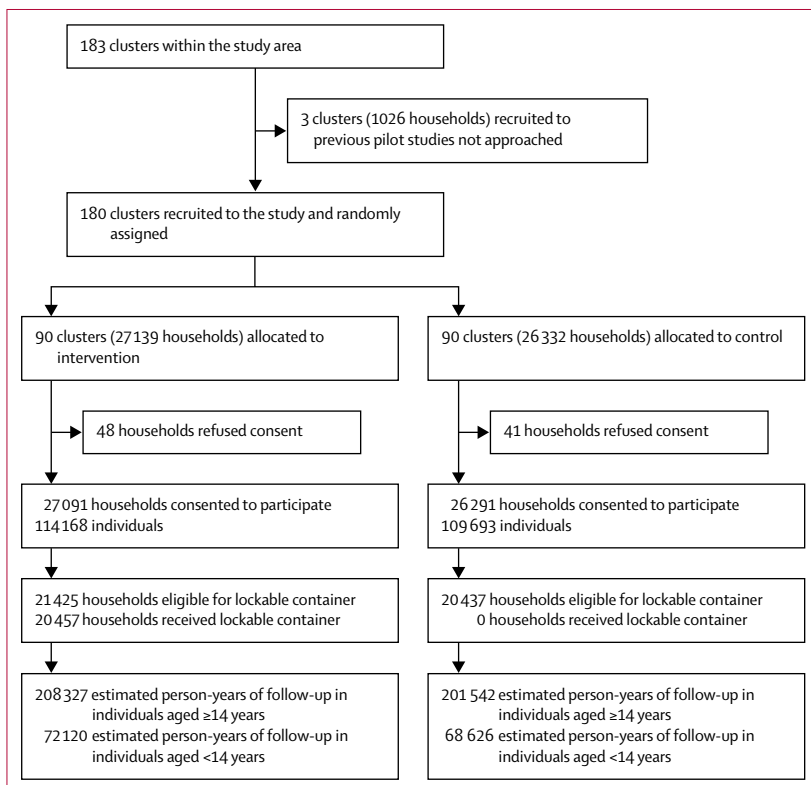 183 clusters within the study area
3 clusters (1026 households) recruited to
previous pilot studies not approached
180 clusters recruited to the study and randomly
assigned
90 clusters (27 139 households) allocated to
intervention
90 clusters (26 332 households) allocated to control
48 households refused consent
41 households refused consent
27 091 households consented to participate
114 168 individuals
26 291 households consented to participate
109 693 individuals
21 425 households eligible for lockable container
20 457 households received lockable container
20 437 households eligible for lockable container
0 households received lockable container
208 327 estimated person-years of follow-up in
individuals aged ≥14 years
72 120 estimated person-years of follow-up in
individuals aged <14 years
201 542 estimated person-years of follow-up in
individuals aged ≥14 years
68 626 estimated person-years of follow-up in
individuals aged <14 years